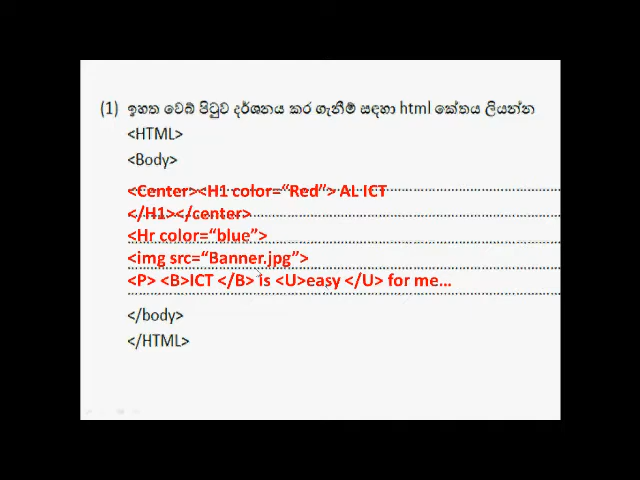 (1) ඉහත වෙබ් පිටුව දර්ශනය කර ගැනීම් සඳහා html කේතය ලියන්න
<HTML>
<Body>
<Center><H1 color=“Red”> AL ICT
</H1></center>
<Hr color=“blue”>
<img src=“Banner.jpg”>
<P> <B>ICT </B> is <U>easy </U> for me...
</body>
</HTML>